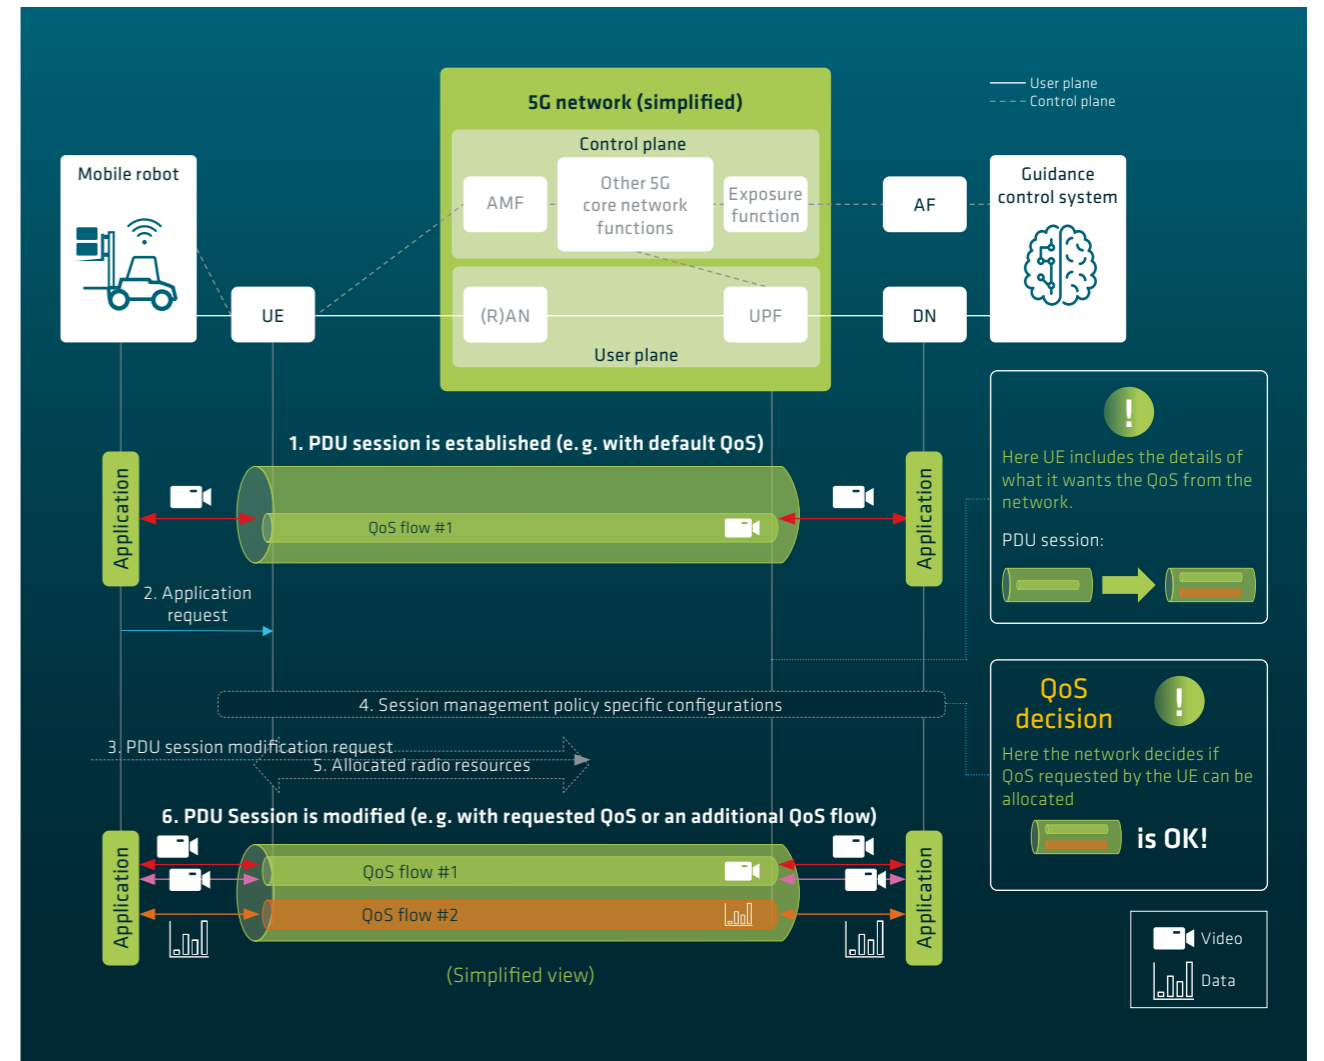 5G network (simplified)
User plane
Control plane
Control plane
Mobile robot
AMF
Other 5G
core network
functions
Exposure
function
AF
Guidance
control system
UE
(R)AN
UPF
DN
User plane
1. PDU session is established (e. g. with default QoS)
!
Here UE includes the details of
what it wants the QoS from the
network.
PDU session:
Application
QoS flow #1
Application
2. Application
request
QoS
decision
!
4. Session management policy specific configurations
3. PDU session modification request
5. Allocated radio resources
Here the network decides if
QoS requested by the UE can be
allocated
is OK!
6. PDU Session is modified (e. g. with requested QoS or an additional QoS flow)
Application
QoS flow #1
QoS flow #2
Application
(Simplified view)
Video
Data